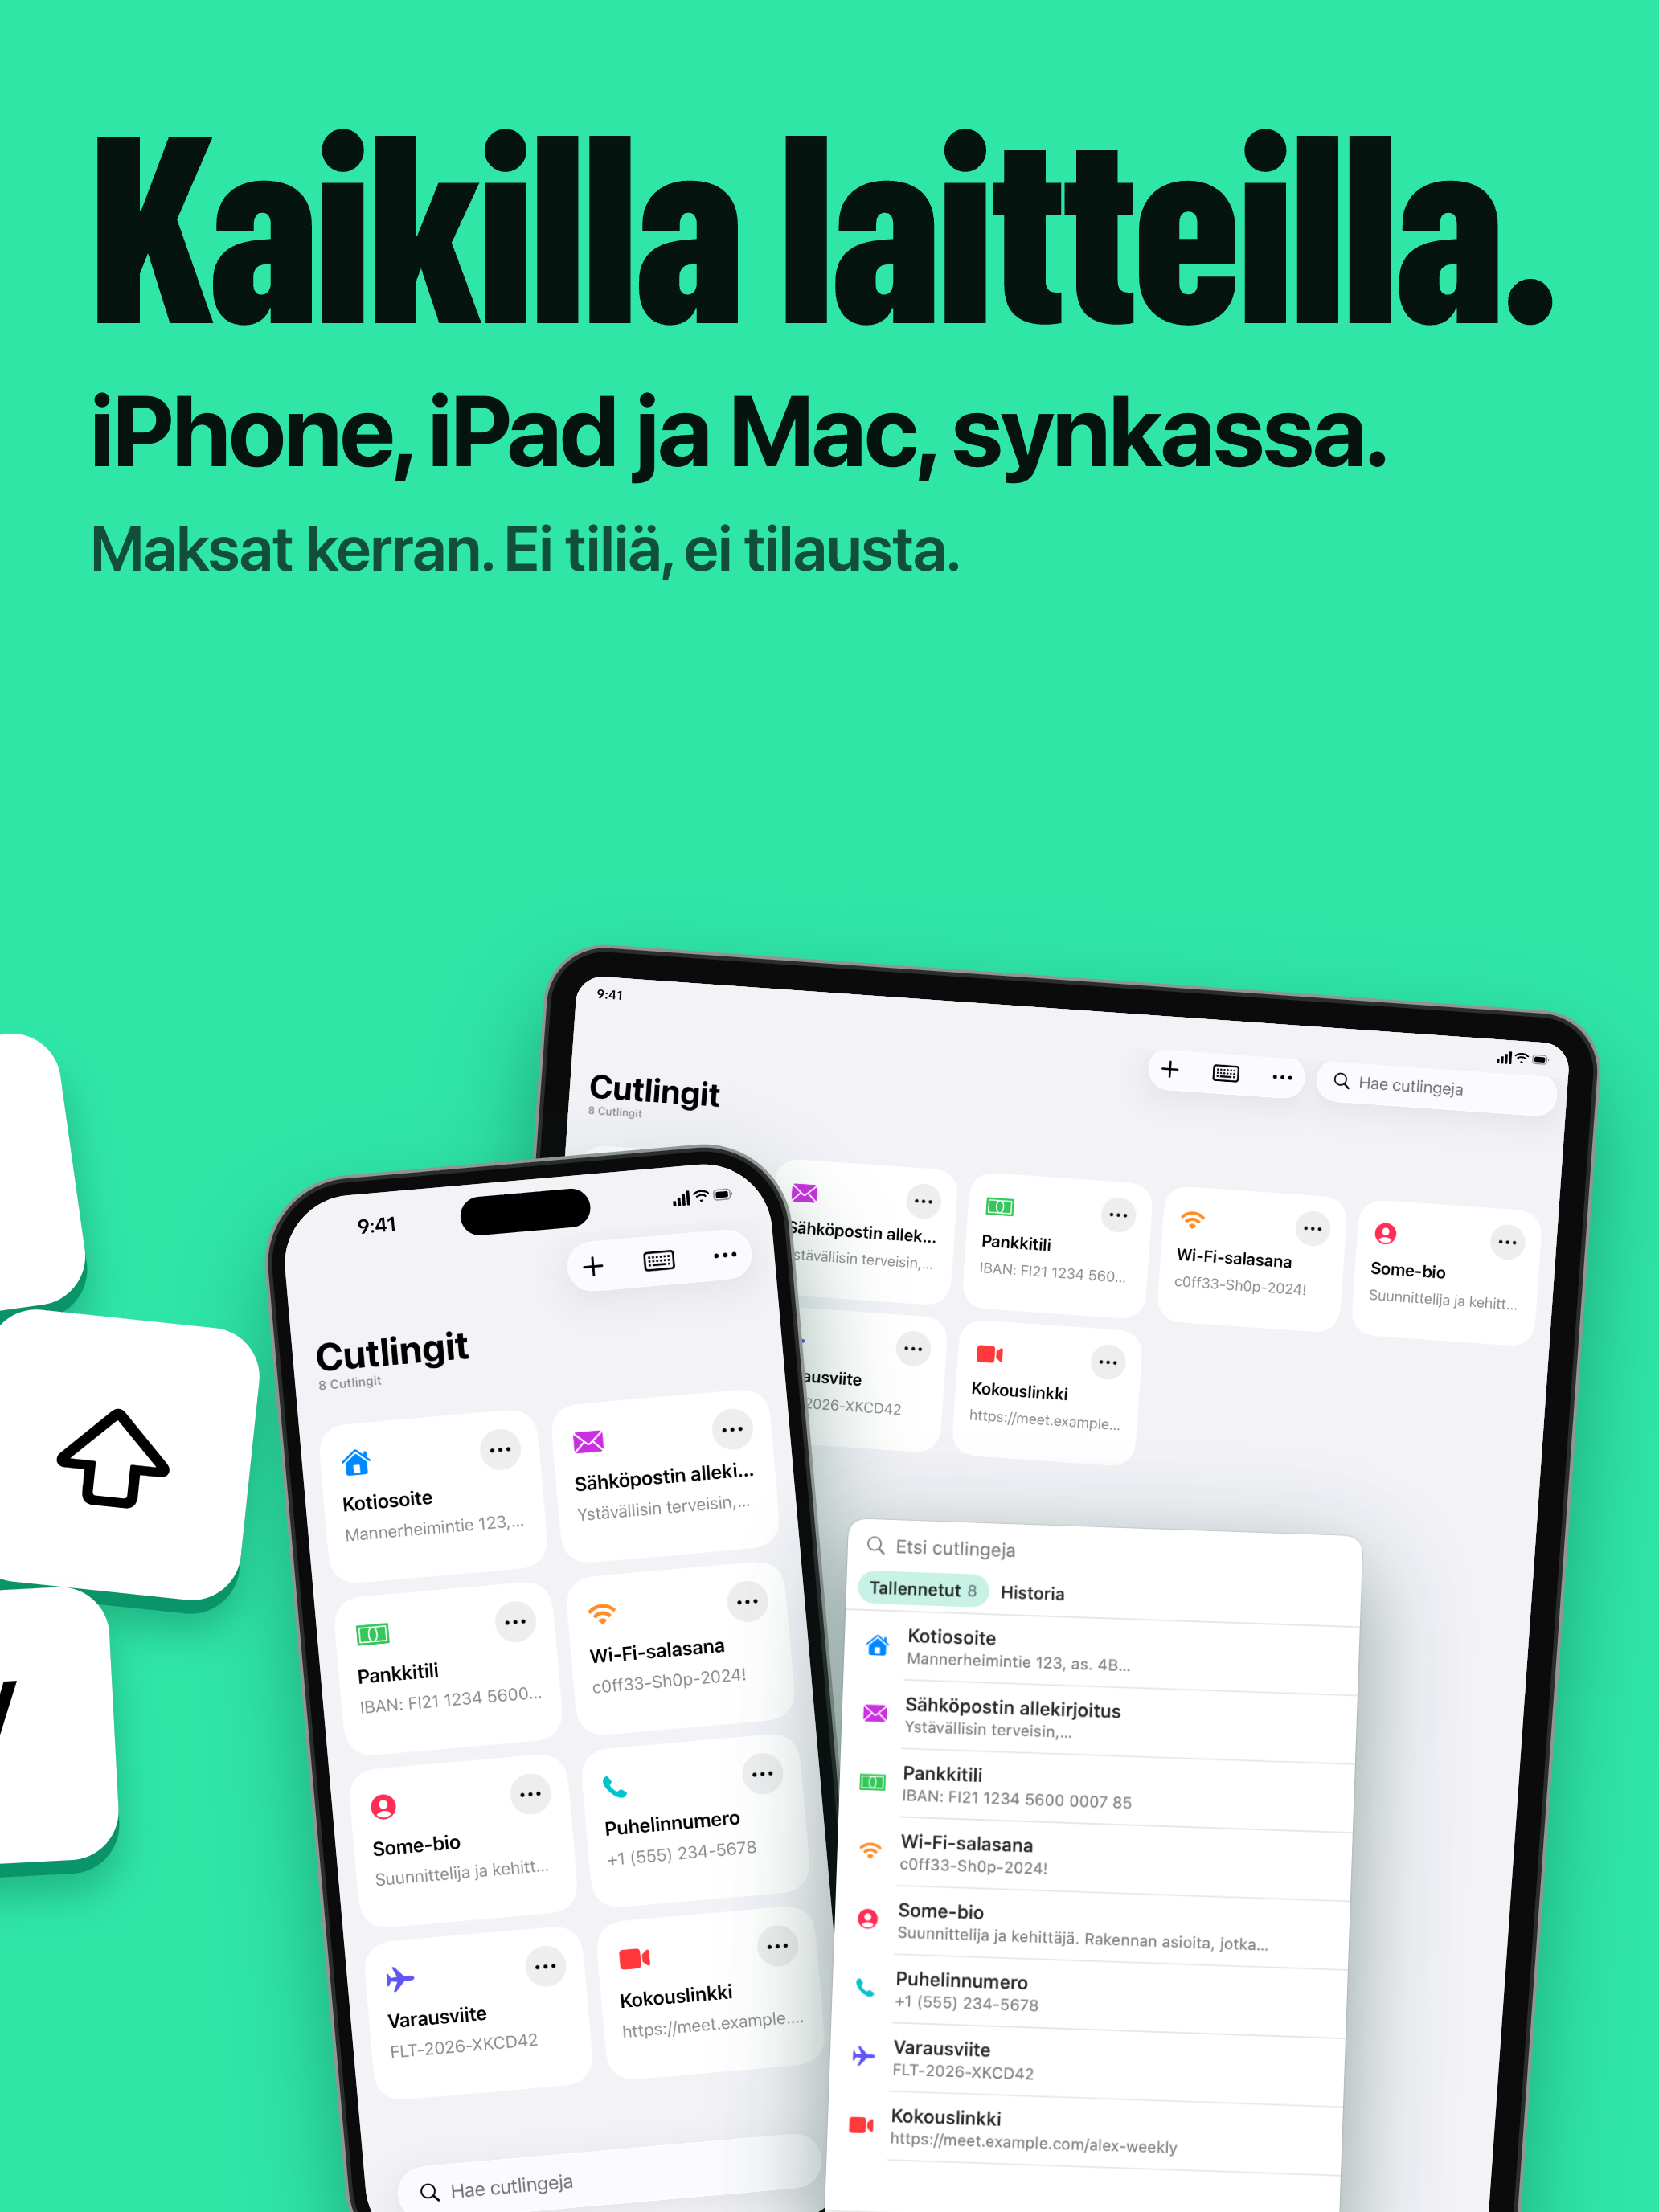 Kaikilla laitteilla.
iPhone, iPad ja Mac, synkassa.
Maksat kerran. Ei tiliä, ei tilausta.
9:41
Cutlingit
8 Cutlingit
Hae cutlingeja
Sähköpostin allek...
stävällisin terveisin,...
Pankkitili
IBAN: FI21 1234 560...
Wi-Fi-salasana
c0ff33-Sh0p-2024!
Some-bio
Suunnittelija ja kehitt...
ausviite
2026-XKCD42
Kokouslinkki
https://meet.example...
9:41
Cutlingit
8 Cutlingit
Kotiosoite
Mannerheimintie 123,...
Sähköpostin alleki...
Ystävällisin terveisin,...
Pankkitili
IBAN: FI21 1234 5600...
Wi-Fi-salasana
c0ff33-Sh0p-2024!
Some-bio
Suunnittelija ja kehitt...
Puhelinnumero
+1 (555) 234-5678
Varausviite
FLT-2026-XKCD42
Kokouslinkki
https://meet.example....
Hae cutlingeja
Etsi cutlingeja
Tallennetut 8 Historia
Kotiosoite
Mannerheimintie 123, as. 4B...
Sähköpostin allekirjoitus
Ystävällisin terveisin,...
Pankkitili
IBAN: FI21 1234 5600 0007 85
Wi-Fi-salasana
c0ff33-Sh0p-2024!
Some-bio
Suunnittelija ja kehittäjä. Rakennan asioita, jotka...
Puhelinnumero
+1 (555) 234-5678
Varausviite
FLT-2026-XKCD42
Kokouslinkki
https://meet.example.com/alex-weekly